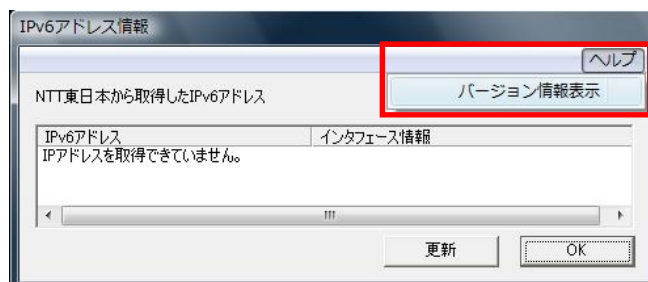 IPv6アドレス情報
ヘルプ
バージョン情報表示
NTT東日本から取得したIPv6アドレス
IPv6アドレス インタフェース情報
IPアドレスを取得できていません。
更新 OK